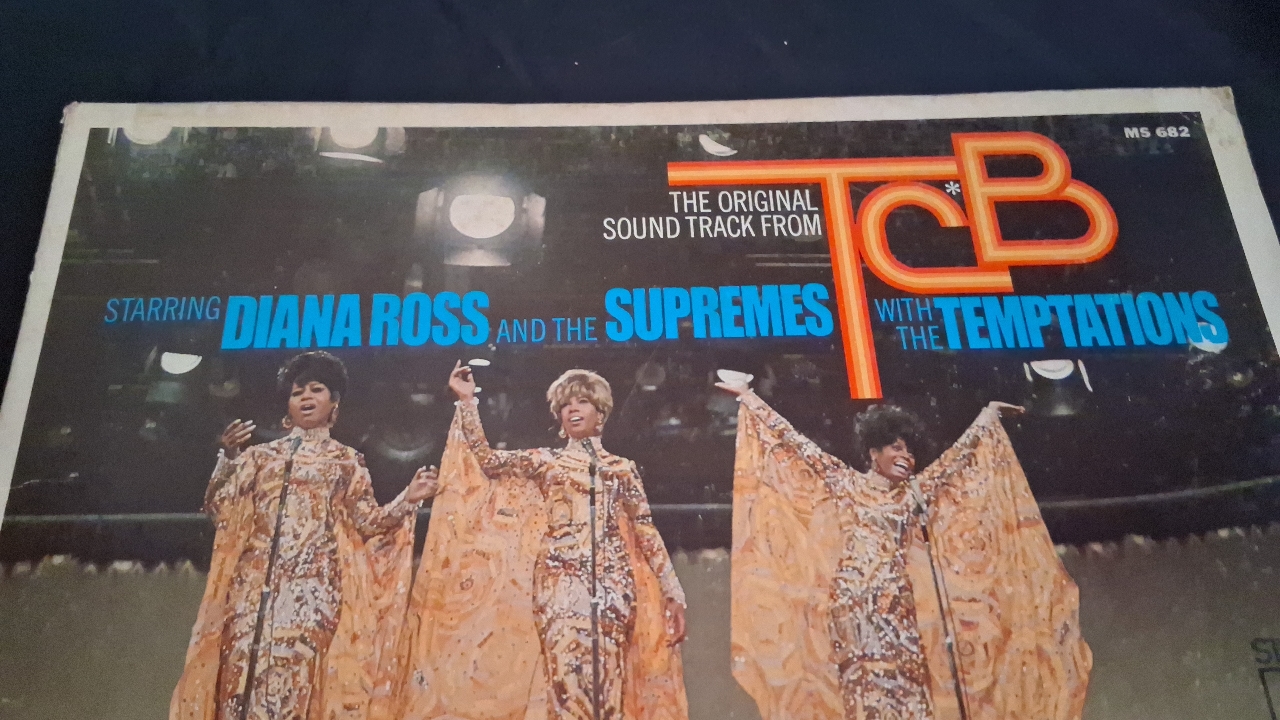 MS 682
THE ORIGINAL
SOUND TRACK FROM
TCB*
STARRING DIANA ROSS AND THE SUPREMES WITH THE TEMPTATIONS